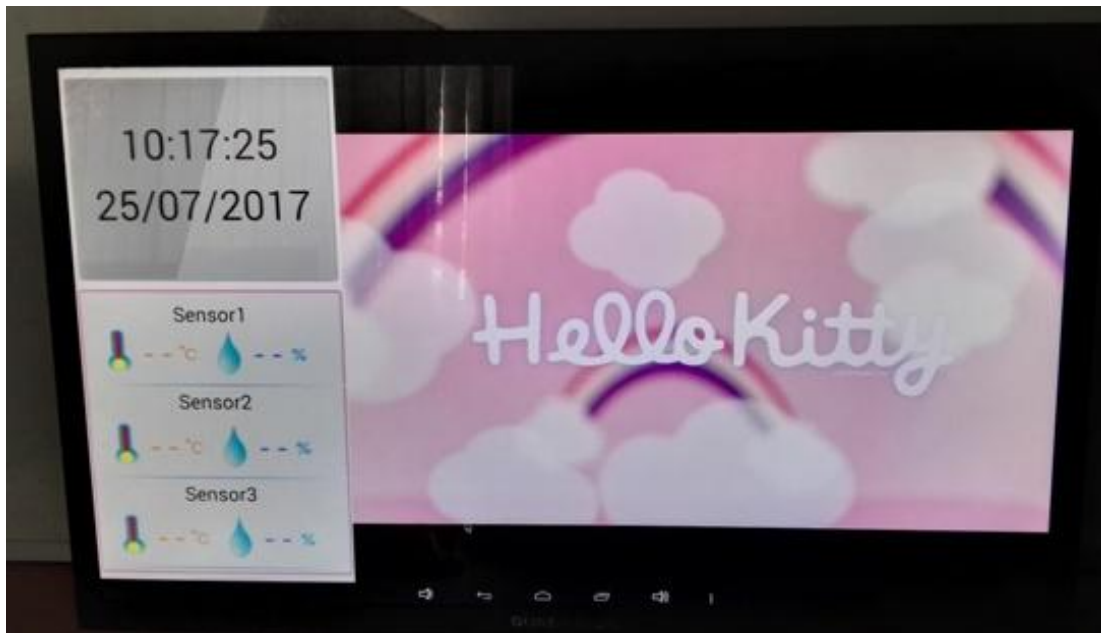 10:17:25
25/07/2017
Sensor1
-- °C -- %
Sensor2
-- °C -- %
Sensor3
-- °C -- %
Hello Kitty